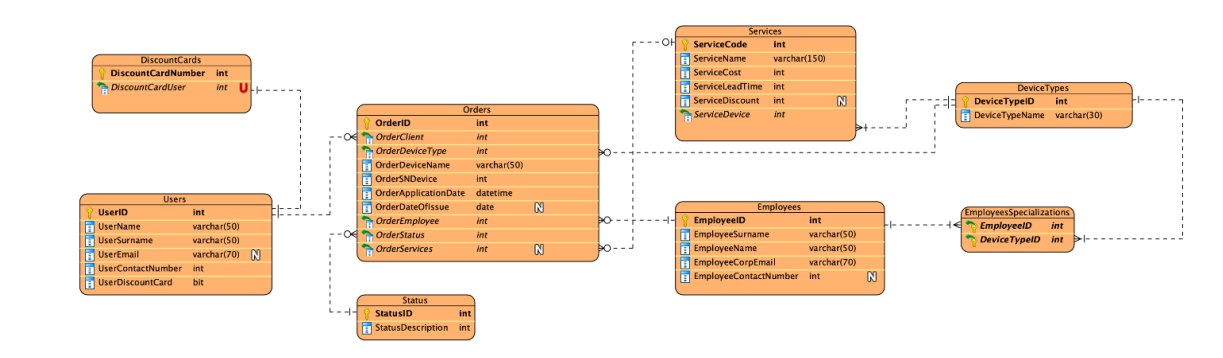 DiscountCards
DiscountCardNumber int
DiscountCardUser int U
Users
UserID int
UserName varchar(50)
UserSurname varchar(50)
UserEmail varchar(70) N
UserContactNumber int
UserDiscountCard bit
Orders
OrderID int
OrderClient int
OrderDeviceType int
OrderDeviceName varchar(50)
OrderSNDevice int
OrderApplicationDate datetime
OrderDateOfIssue date N
OrderEmployee int
OrderStatus int
OrderServices int N
Status
StatusID int
StatusDescription int
Services
ServiceCode int
ServiceName varchar(150)
ServiceCost int
ServiceLeadTime int
ServiceDiscount int N
ServiceDevice int
Employees
EmployeeID int
EmployeeSurname varchar(50)
EmployeeName varchar(50)
EmployeeCorpEmail varchar(70)
EmployeeContactNumber int N
DeviceTypes
DeviceTypeID int
DeviceTypeName varchar(30)
EmployeesSpecializations
EmployeeID int
DeviceTypeID int